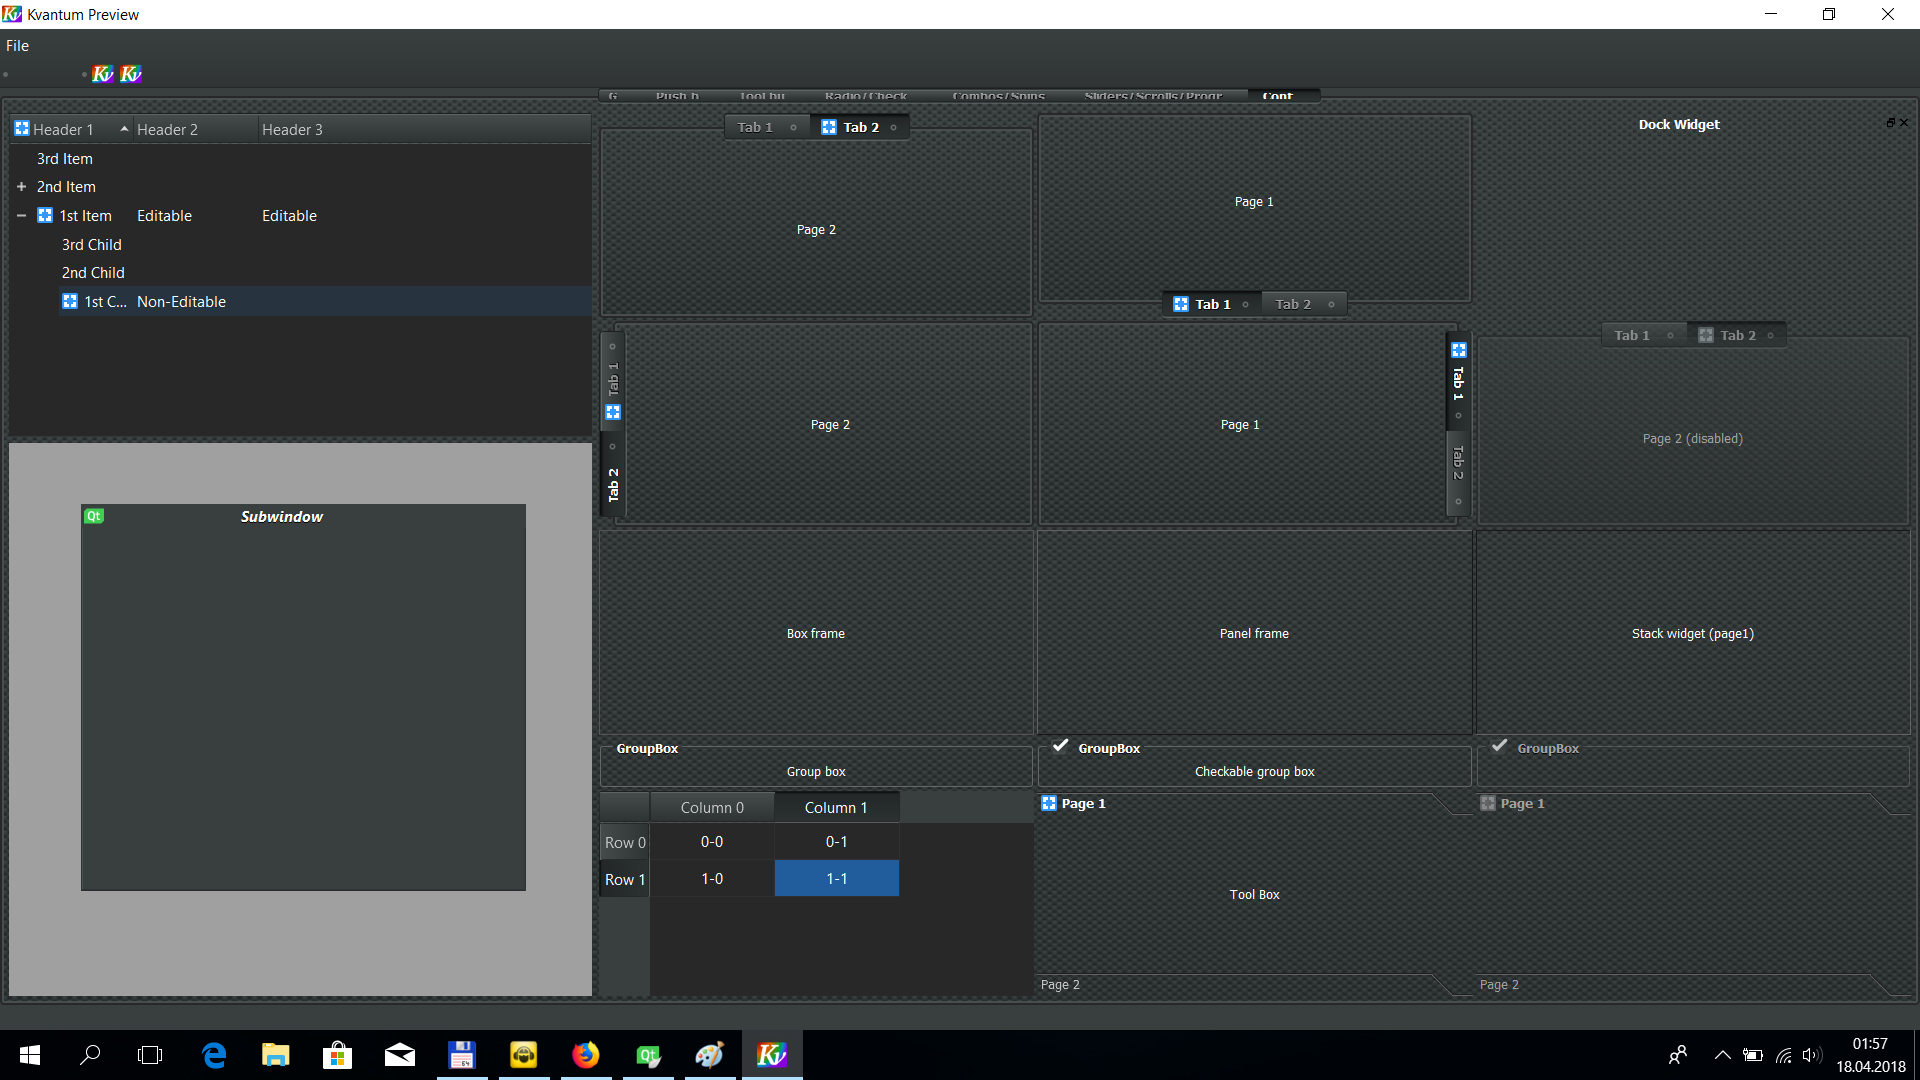 Kvantum Preview
File
Kv Kv
G Push b Tool bu Radio/Check Combos/Spins Sliders/Scrolls/Progr Cont
Header 1 Header 2 Header 3
3rd Item
2nd Item
1st Item Editable Editable
3rd Child
2nd Child
1st C... Non-Editable
Qt Subwindow
Tab 1 Tab 2
Page 2
Page 1
Tab 1 Tab 2
Dock Widget
Tab 1
Tab 2
Page 2
Page 1
Tab 1
Tab 2
Tab 1 Tab 2
Page 2 (disabled)
Box frame
Panel frame
Stack widget (page1)
GroupBox
Group box
GroupBox
Checkable group box
GroupBox
Column 0 Column 1
Row 0 0-0 0-1
Row 1 1-0 1-1
Page 1
Tool Box
Page 2
Page 1
Page 2
64
Qt
Kv
01:57
18.04.2018